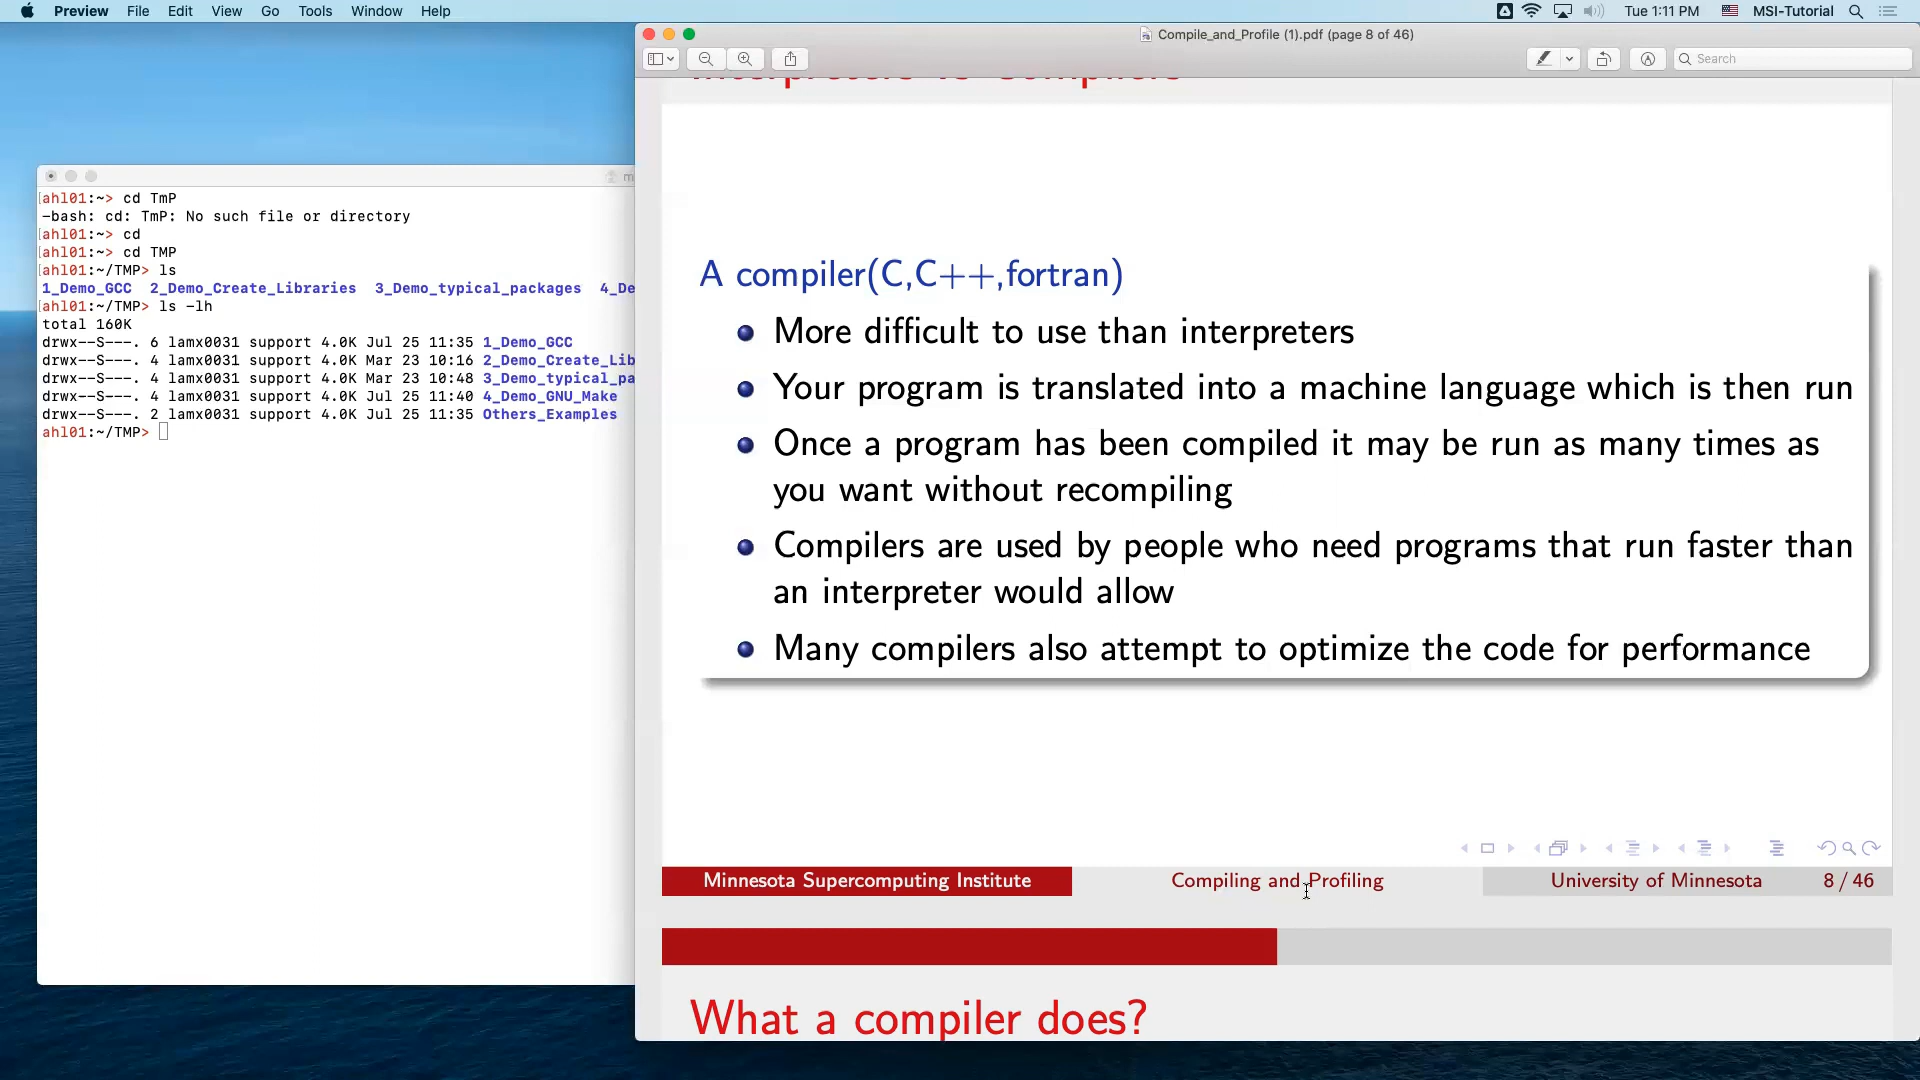 Preview File Edit View Go Tools Window Help
Tue 1:11 PM MSI-Tutorial
Compile_and_Profile (1).pdf (page 8 of 46)
Search
[ahl01:~> cd TmP
-bash: cd: TmP: No such file or directory
[ahl01:~> cd
[ahl01:~> cd TMP
[ahl01:~/TMP> ls
1_Demo_GCC 2_Demo_Create_Libraries 3_Demo_typical_packages 4_De
[ahl01:~/TMP> ls -lh
total 160K
drwx--S---. 6 lamx0031 support 4.0K Jul 25 11:35 1_Demo_GCC
drwx--S---. 4 lamx0031 support 4.0K Mar 23 10:16 2_Demo_Create_Lib
drwx--S---. 4 lamx0031 support 4.0K Mar 23 10:48 3_Demo_typical_pa
drwx--S---. 4 lamx0031 support 4.0K Jul 25 11:40 4_Demo_GNU_Make
drwx--S---. 2 lamx0031 support 4.0K Jul 25 11:35 Others_Examples
ahl01:~/TMP>
A compiler(C,C++,fortran)
More difficult to use than interpreters
Your program is translated into a machine language which is then run
Once a program has been compiled it may be run as many times as
you want without recompiling
Compilers are used by people who need programs that run faster than
an interpreter would allow
Many compilers also attempt to optimize the code for performance
Minnesota Supercomputing Institute Compiling and Profiling University of Minnesota 8 / 46
What a compiler does?